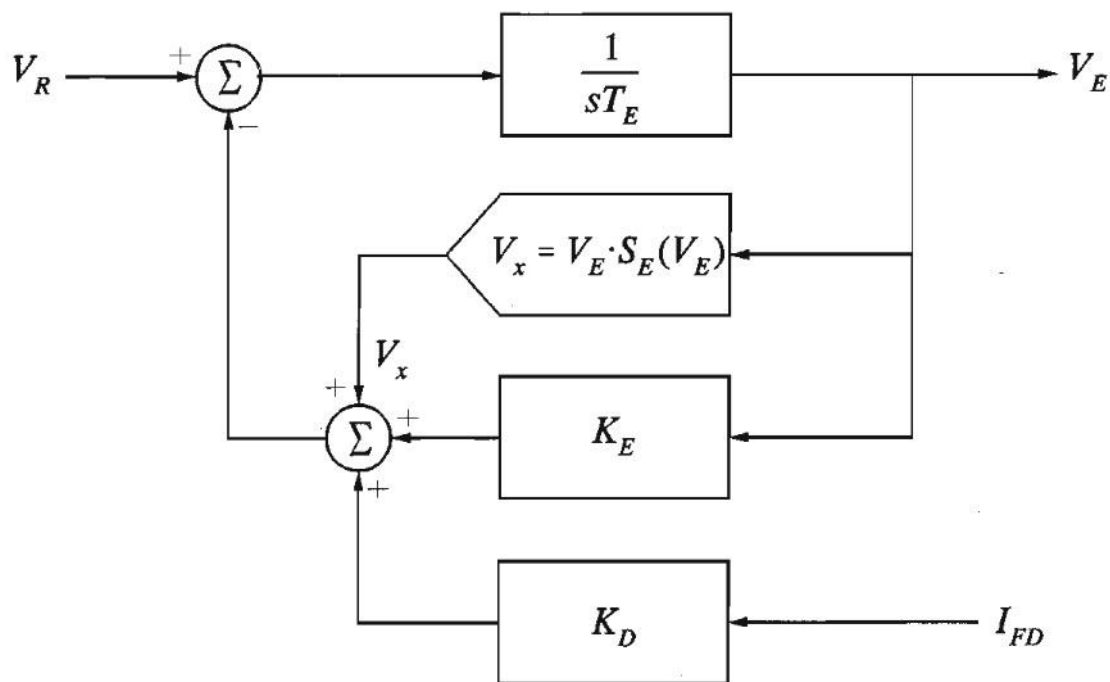 +
V_R
Σ
−
1
sT_E
V_E
V_x = V_E·S_E(V_E)
V_x
+
+
Σ
+
K_E
K_D
I_FD